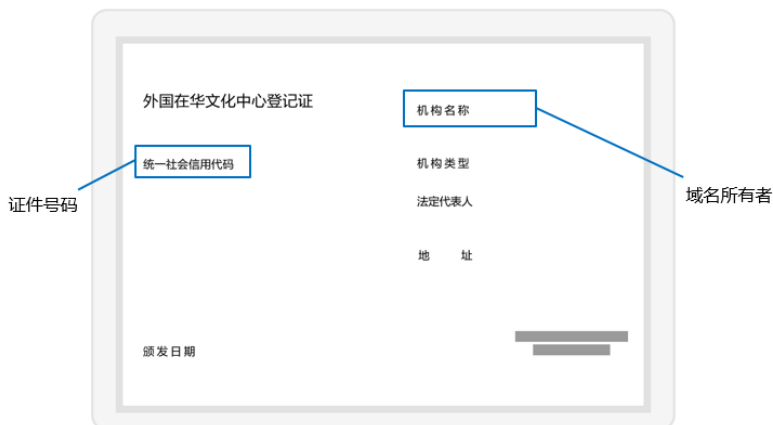 外国在华文化中心登记证
机构名称
统一社会信用代码
机构类型
证件号码
域名所有者
法定代表人
地 址
颁发日期